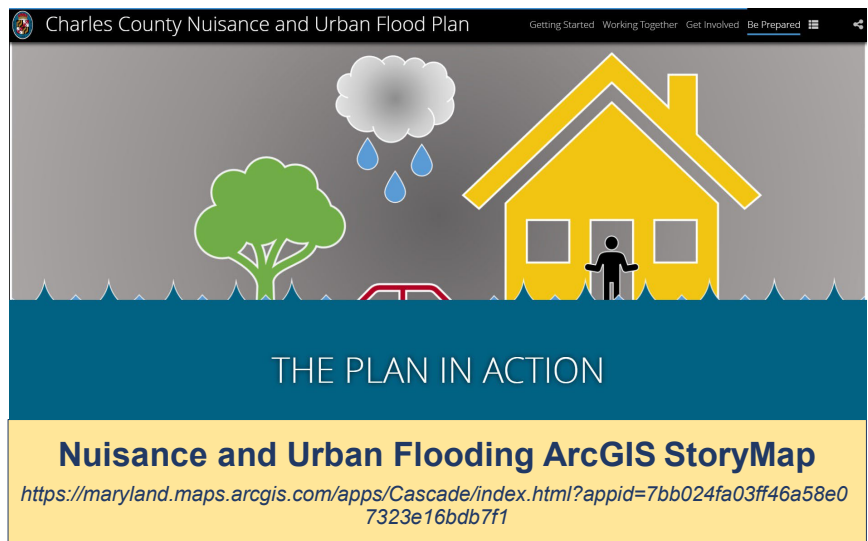 Charles County Nuisance and Urban Flood Plan
Getting Started Working Together Get Involved Be Prepared
THE PLAN IN ACTION
Nuisance and Urban Flooding ArcGIS StoryMap
https://maryland.maps.arcgis.com/apps/Cascade/index.html?appid=7bb024fa03ff46a58e0
7323e16bdb7f1